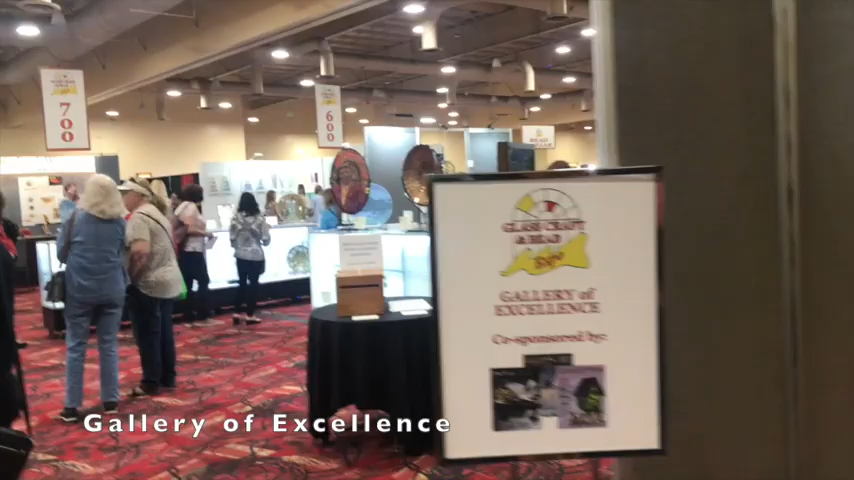 700
600
GLASS CRAFT
& BEAD
Expo
GALLERY of
EXCELLENCE
Co-sponsored by:
Gallery of Excellence